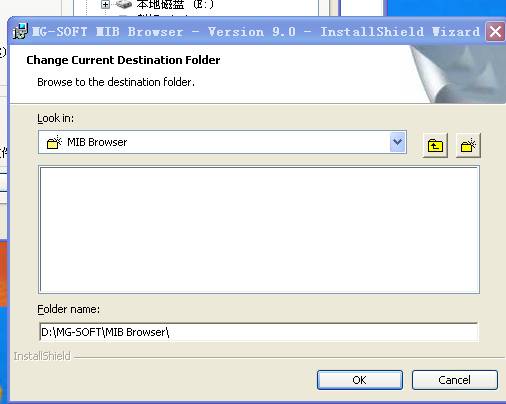 本地磁盘 (E:)
MG-SOFT MIB Browser - Version 9.0 - InstallShield Wizard
Change Current Destination Folder
Browse to the destination folder.
Look in:
MIB Browser
Folder name:
D:\MG-SOFT\MIB Browser\
InstallShield
OK
Cancel